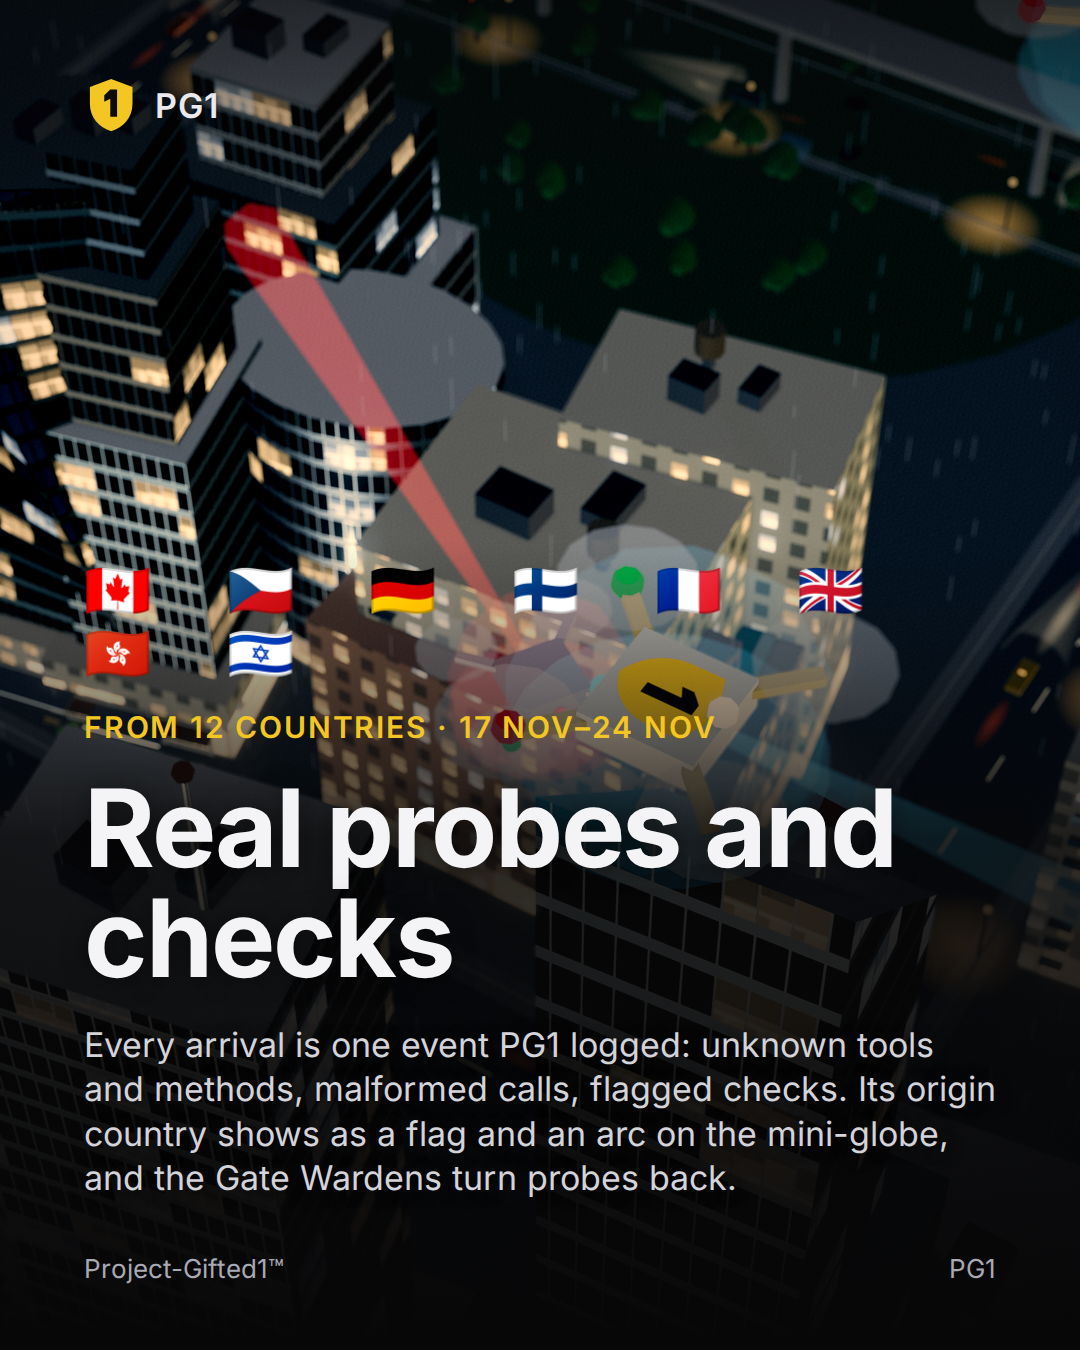 1 PG1
1
FROM 12 COUNTRIES · 17 NOV–24 NOV
Real probes and
checks
Every arrival is one event PG1 logged: unknown tools
and methods, malformed calls, flagged checks. Its origin
country shows as a flag and an arc on the mini-globe,
and the Gate Wardens turn probes back.
Project-Gifted1™
PG1